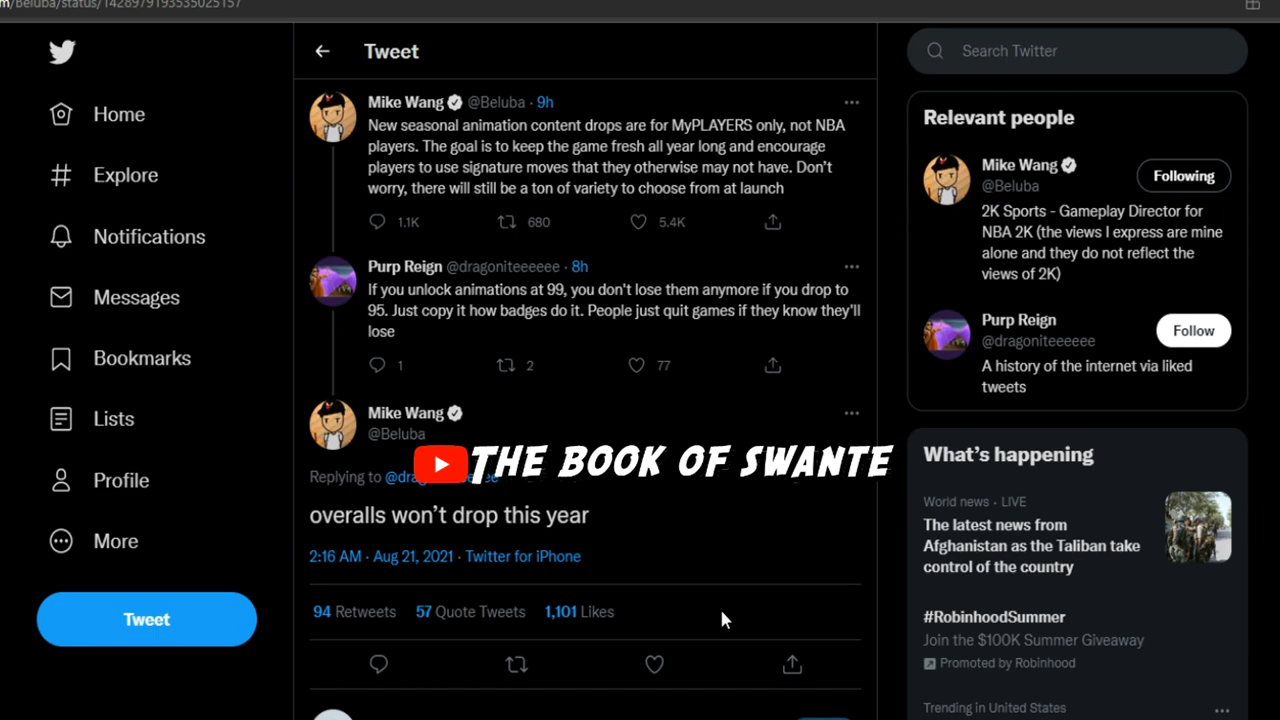 m/Beluba/status/1428979193535025157
Tweet
Search Twitter
Home
Explore
Notifications
Messages
Bookmarks
Lists
Profile
More
Tweet
Mike Wang @Beluba · 9h
New seasonal animation content drops are for MyPLAYERS only, not NBA
players. The goal is to keep the game fresh all year long and encourage
players to use signature moves that they otherwise may not have. Don't
worry, there will still be a ton of variety to choose from at launch
1.1K 680 5.4K
Purp Reign @dragoniteeeeee · 8h
If you unlock animations at 99, you don't lose them anymore if you drop to
95. Just copy it how badges do it. People just quit games if they know they'll
lose
1 2 77
Mike Wang
@Beluba
THE BOOK OF SWANTE
Replying to
overalls won't drop this year
2:16 AM · Aug 21, 2021 · Twitter for iPhone
94 Retweets 57 Quote Tweets 1,101 Likes
Relevant people
Mike Wang
@Beluba
Following
2K Sports - Gameplay Director for
NBA 2K (the views I express are mine
alone and they do not reflect the
views of 2K)
Purp Reign
@dragoniteeeeee
Follow
A history of the internet via liked
tweets
What's happening
World news · LIVE
The latest news from
Afghanistan as the Taliban take
control of the country
#RobinhoodSummer
Join the $100K Summer Giveaway
Promoted by Robinhood
Trending in United States